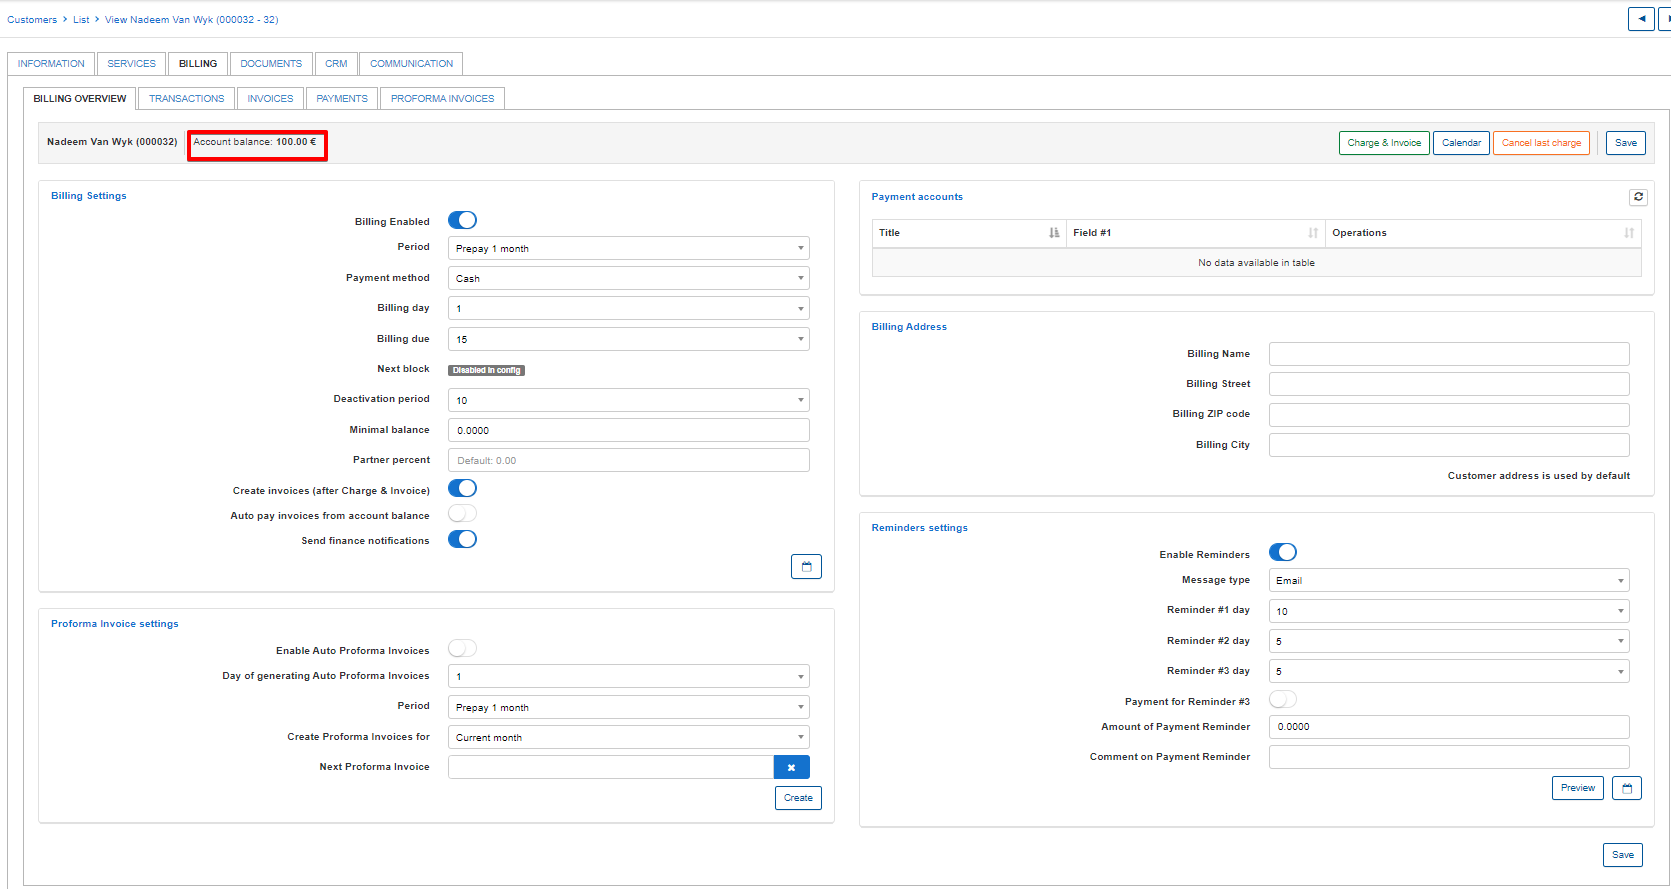 Customers > List > View Nadeem Van Wyk (000032 - 32)
INFORMATION SERVICES BILLING DOCUMENTS CRM COMMUNICATION
BILLING OVERVIEW TRANSACTIONS INVOICES PAYMENTS PROFORMA INVOICES
Nadeem Van Wyk (000032) Account balance: 100.00 € Charge & Invoice Calendar Cancel last charge Save
Billing Settings
Billing Enabled
Period Prepay 1 month
Payment method Cash
Billing day 1
Billing due 15
Next block Disabled in config
Deactivation period 10
Minimal balance 0.0000
Partner percent Default: 0.00
Create invoices (after Charge & Invoice)
Auto pay invoices from account balance
Send finance notifications
Proforma Invoice settings
Enable Auto Proforma Invoices
Day of generating Auto Proforma Invoices 1
Period Prepay 1 month
Create Proforma Invoices for Current month
Next Proforma Invoice
Create
Payment accounts
Title Field #1 Operations
No data available in table
Billing Address
Billing Name
Billing Street
Billing ZIP code
Billing City
Customer address is used by default
Reminders settings
Enable Reminders
Message type Email
Reminder #1 day 10
Reminder #2 day 5
Reminder #3 day 5
Payment for Reminder #3
Amount of Payment Reminder 0.0000
Comment on Payment Reminder
Preview
Save